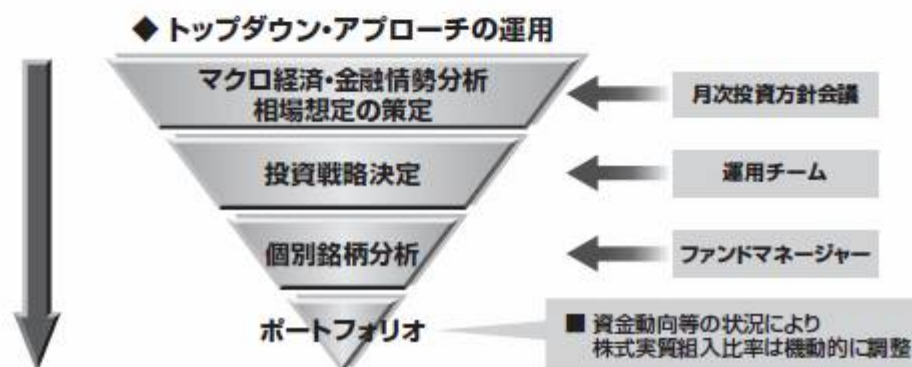 ◆ トップダウン・アプローチの運用
マクロ経済・金融情勢分析
相場想定の策定
月次投資方針会議
投資戦略決定
運用チーム
個別銘柄分析
ファンドマネージャー
ポートフォリオ
■ 資金動向等の状況により
株式実質組入比率は機動的に調整